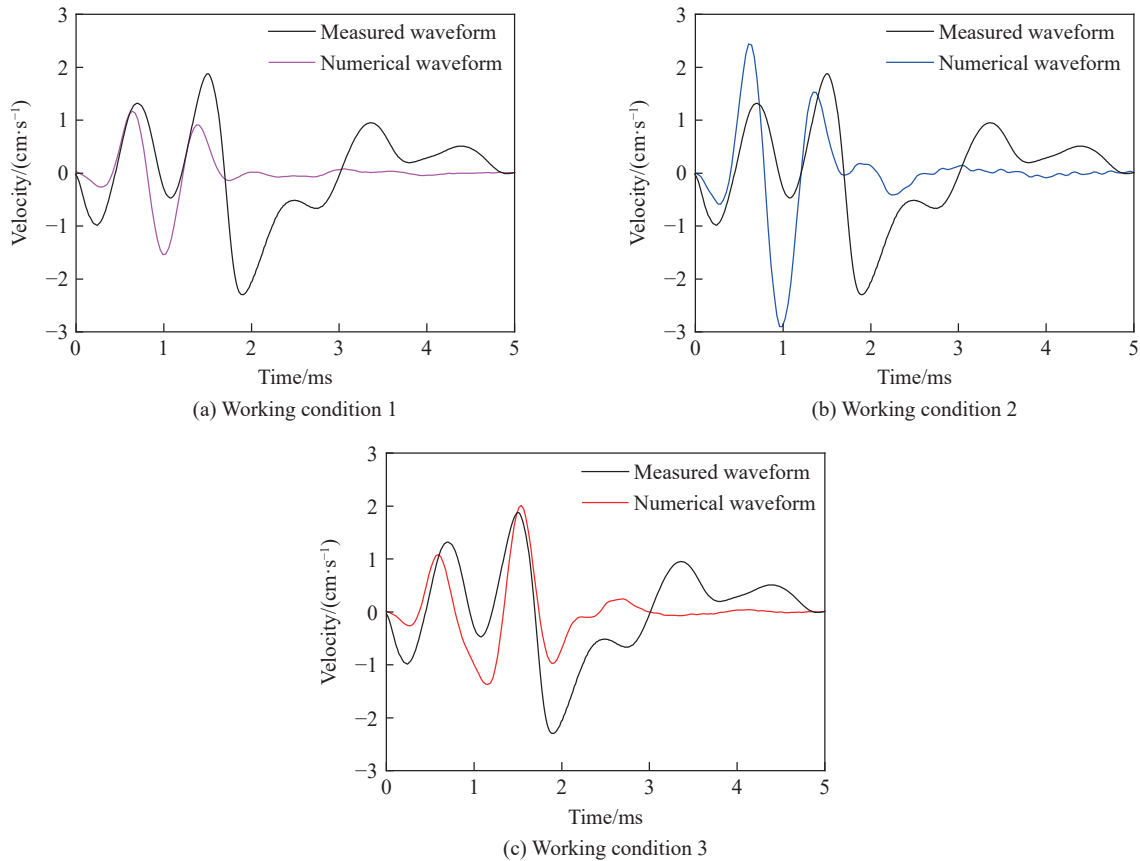 3
2
1
0
−1
−2
−3
Velocity/(cm·s⁻¹)
Measured waveform
Numerical waveform
0 1 2 3 4 5
Time/ms
(a) Working condition 1
3
2
1
0
−1
−2
−3
Velocity/(cm·s⁻¹)
Measured waveform
Numerical waveform
0 1 2 3 4 5
Time/ms
(b) Working condition 2
3
2
1
0
−1
−2
−3
Velocity/(cm·s⁻¹)
Measured waveform
Numerical waveform
0 1 2 3 4 5
Time/ms
(c) Working condition 3